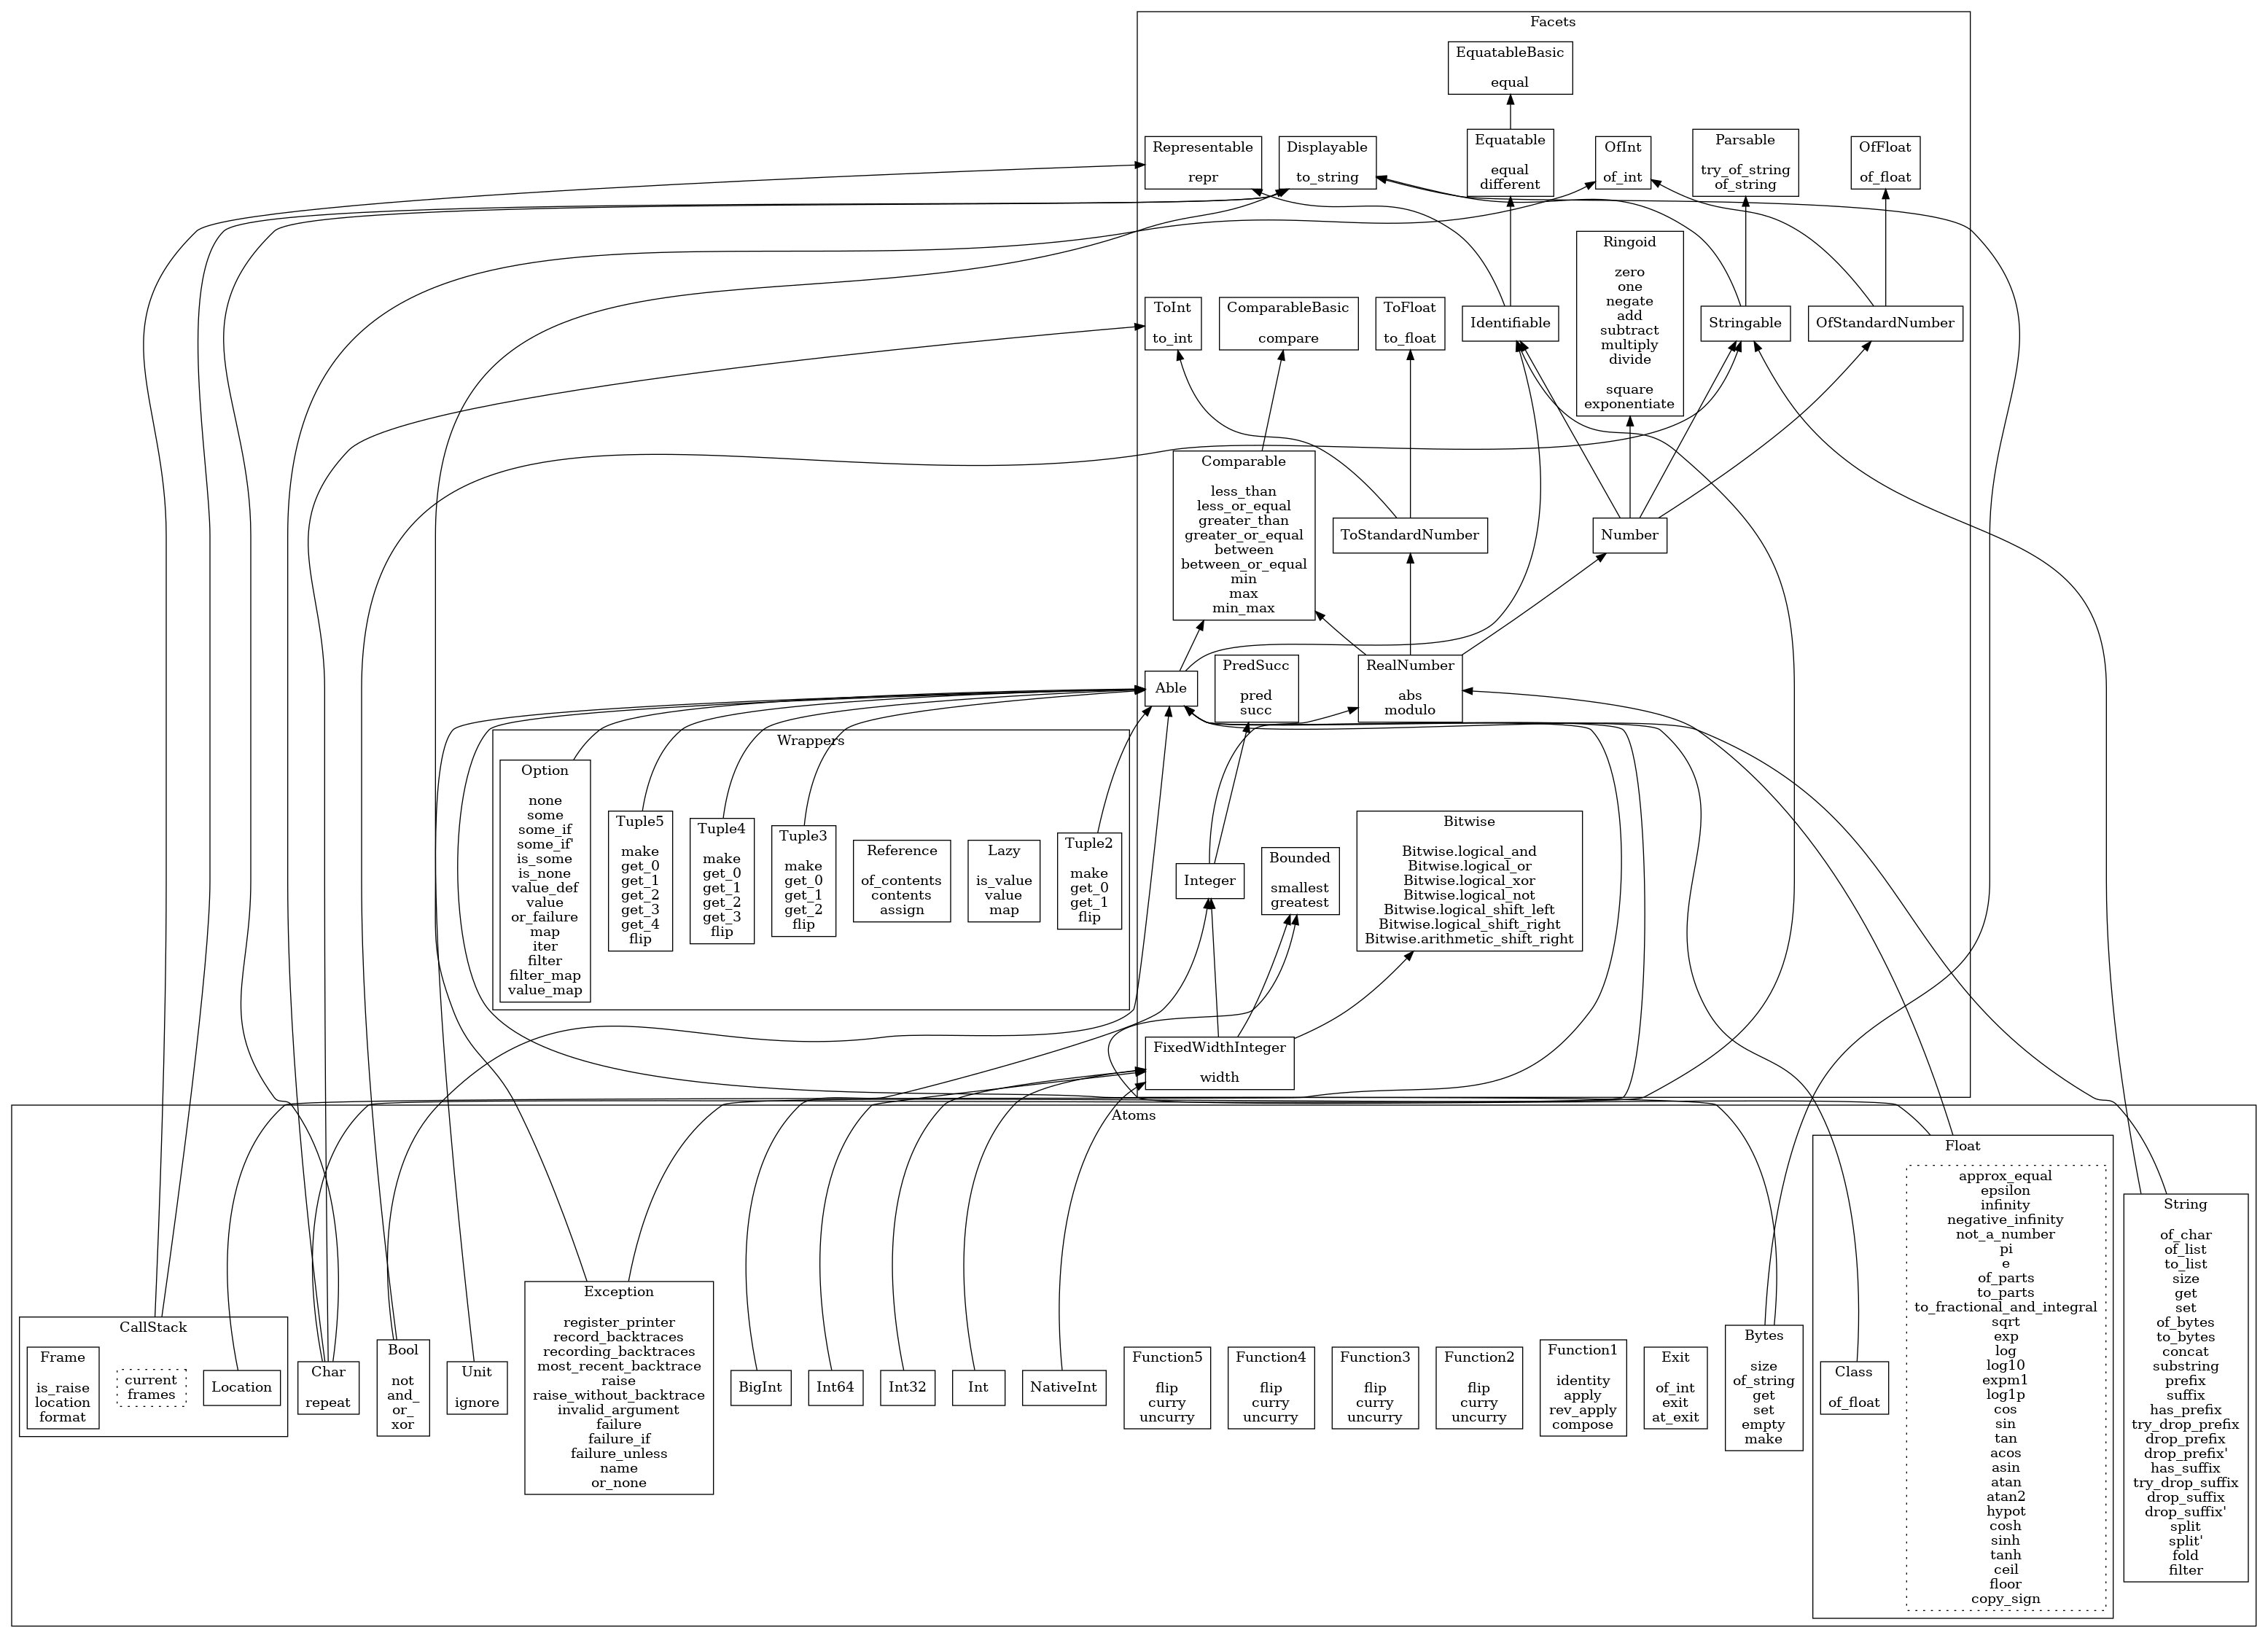 Facets
EquatableBasic
equal
Representable
repr
Displayable
to_string
Equatable
equal
different
OfInt
of_int
Parsable
try_of_string
of_string
OfFloat
of_float
Ringoid
zero
one
negate
add
subtract
multiply
divide
square
exponentiate
ToInt
to_int
ComparableBasic
compare
ToFloat
to_float
Identifiable
Stringable
OfStandardNumber
Comparable
less_than
less_or_equal
greater_than
greater_or_equal
between
between_or_equal
min
max
min_max
ToStandardNumber
Number
Able
PredSucc
pred
succ
RealNumber
abs
modulo
Wrappers
Option
none
some
some_if
some_if'
is_some
is_none
value_def
value
or_failure
map
iter
filter
filter_map
value_map
Tuple5
make
get_0
get_1
get_2
get_3
get_4
flip
Tuple4
make
get_0
get_1
get_2
get_3
flip
Tuple3
make
get_0
get_1
get_2
flip
Reference
of_contents
contents
assign
Lazy
is_value
value
map
Tuple2
make
get_0
get_1
flip
Integer
Bounded
smallest
greatest
Bitwise
Bitwise.logical_and
Bitwise.logical_or
Bitwise.logical_xor
Bitwise.logical_not
Bitwise.logical_shift_left
Bitwise.logical_shift_right
Bitwise.arithmetic_shift_right
FixedWidthInteger
width
Atoms
CallStack
Frame
is_raise
location
format
current
frames
Location
Char
repeat
Bool
not
and_
or_
xor
Unit
ignore
Exception
register_printer
record_backtraces
recording_backtraces
most_recent_backtrace
raise
raise_without_backtrace
invalid_argument
failure
failure_if
failure_unless
name
or_none
BigInt
Int64
Int32
Int
NativeInt
Function5
flip
curry
uncurry
Function4
flip
curry
uncurry
Function3
flip
curry
uncurry
Function2
flip
curry
uncurry
Function1
identity
apply
rev_apply
compose
Exit
of_int
exit
at_exit
Bytes
size
of_string
get
set
empty
make
Float
Class
of_float
approx_equal
epsilon
infinity
negative_infinity
not_a_number
pi
e
of_parts
to_parts
to_fractional_and_integral
sqrt
exp
log
log10
expm1
log1p
cos
sin
tan
acos
asin
atan
atan2
hypot
cosh
sinh
tanh
ceil
floor
copy_sign
String
of_char
of_list
to_list
size
get
set
of_bytes
to_bytes
concat
substring
prefix
suffix
has_prefix
try_drop_prefix
drop_prefix
drop_prefix'
has_suffix
try_drop_suffix
drop_suffix
drop_suffix'
split
split'
fold
filter